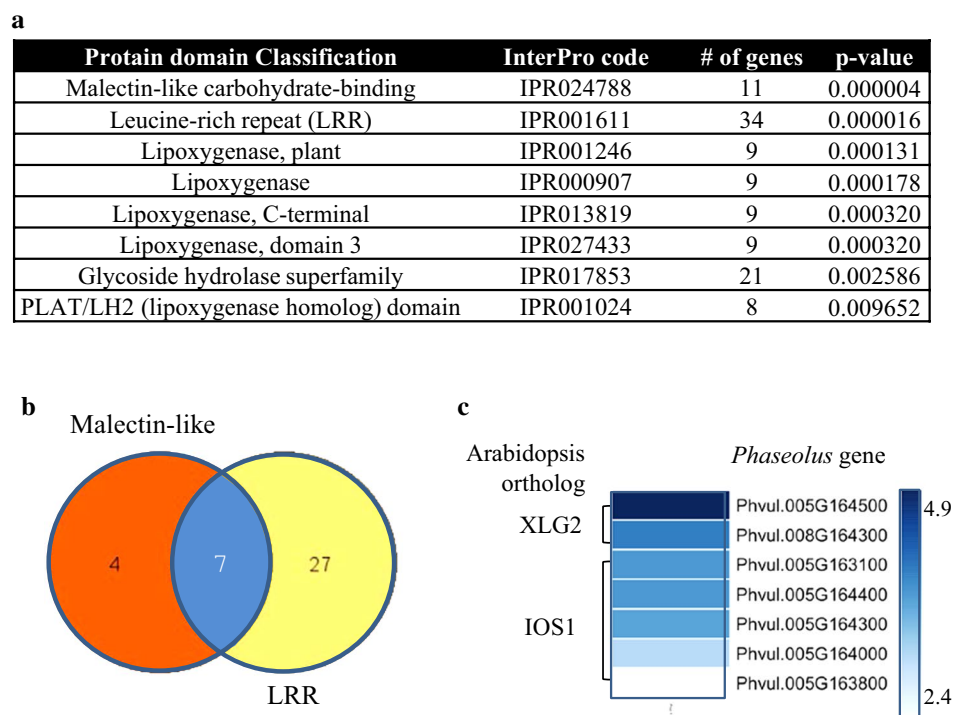 a
Protain domain Classification InterPro code # of genes p-value
Malectin-like carbohydrate-binding IPR024788 11 0.000004
Leucine-rich repeat (LRR) IPR001611 34 0.000016
Lipoxygenase, plant IPR001246 9 0.000131
Lipoxygenase IPR000907 9 0.000178
Lipoxygenase, C-terminal IPR013819 9 0.000320
Lipoxygenase, domain 3 IPR027433 9 0.000320
Glycoside hydrolase superfamily IPR017853 21 0.002586
PLAT/LH2 (lipoxygenase homolog) domain IPR001024 8 0.009652
b
Malectin-like
4 7 27
LRR
c
Arabidopsis
ortholog
Phaseolus gene
XLG2
IOS1
Phvul.005G164500
Phvul.008G164300
Phvul.005G163100
Phvul.005G164400
Phvul.005G164300
Phvul.005G164000
Phvul.005G163800
4.9
2.4